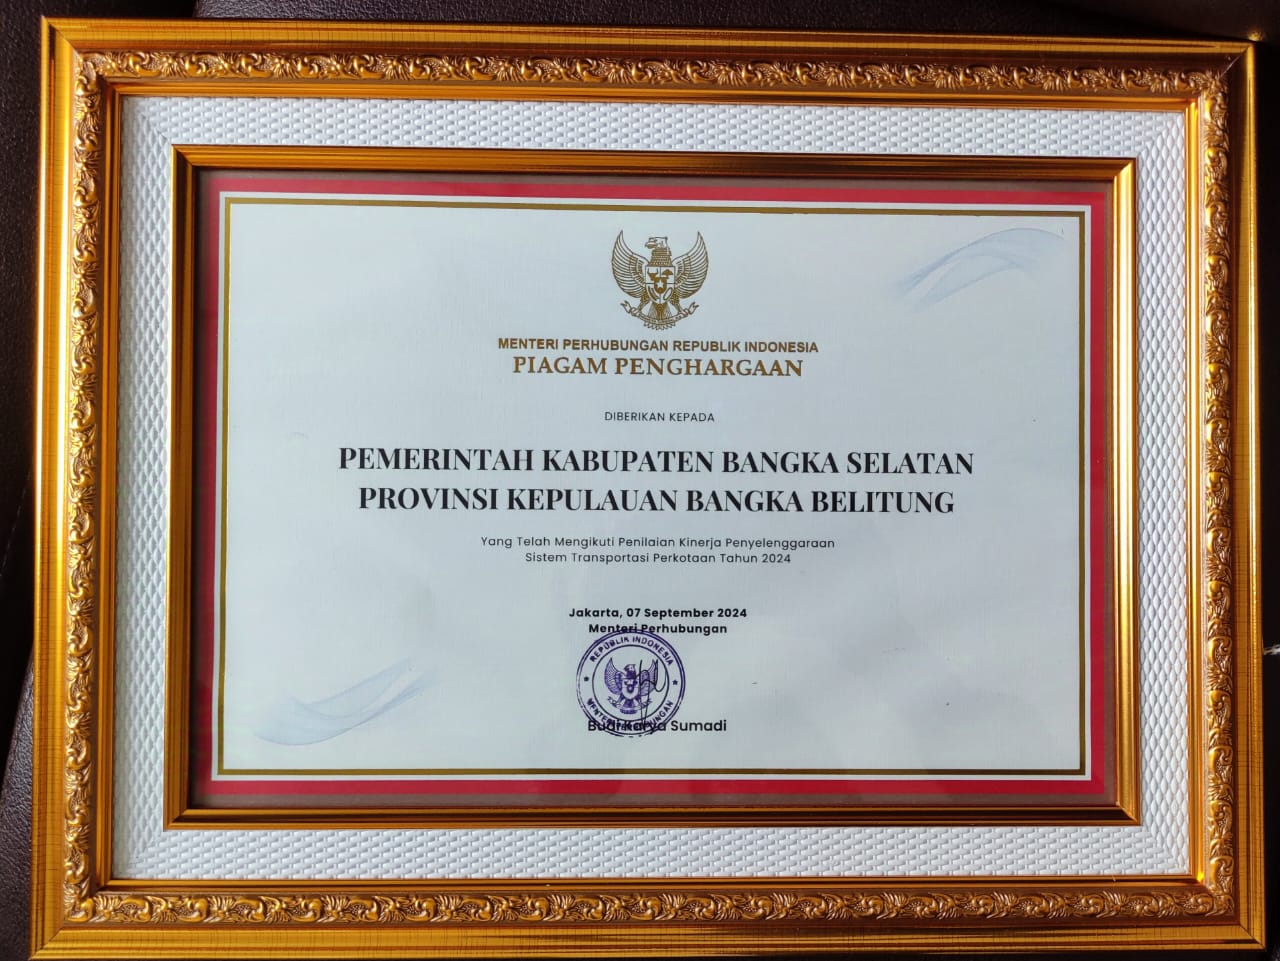 MENTERI PERHUBUNGAN REPUBLIK INDONESIA
PIAGAM PENGHARGAAN
DIBERIKAN KEPADA
PEMERINTAH KABUPATEN BANGKA SELATAN
PROVINSI KEPULAUAN BANGKA BELITUNG
Yang Telah Mengikuti Penilaian Kinerja Penyelenggaraan
Sistem Transportasi Perkotaan Tahun 2024
Jakarta, 07 September 2024
Menteri Perhubungan
REPUBLIK INDONESIA
MENTERI PERHUBUNGAN
Budi Karya Sumadi